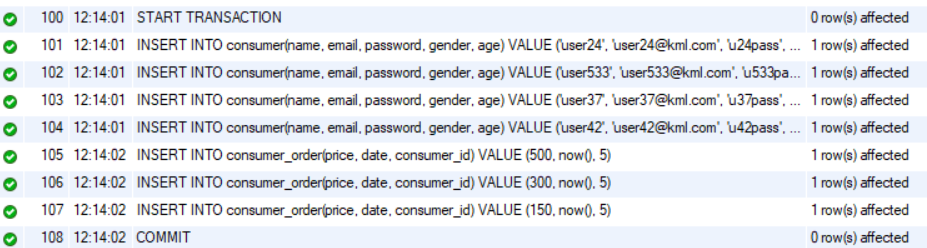 100 12:14:01 START TRANSACTION 0 row(s) affected
101 12:14:01 INSERT INTO consumer(name, email, password, gender, age) VALUE ('user24', 'user24@kml.com', 'u24pass', ... 1 row(s) affected
102 12:14:01 INSERT INTO consumer(name, email, password, gender, age) VALUE ('user533', 'user533@kml.com', 'u533pa... 1 row(s) affected
103 12:14:01 INSERT INTO consumer(name, email, password, gender, age) VALUE ('user37', 'user37@kml.com', 'u37pass', ... 1 row(s) affected
104 12:14:01 INSERT INTO consumer(name, email, password, gender, age) VALUE ('user42', 'user42@kml.com', 'u42pass', ... 1 row(s) affected
105 12:14:02 INSERT INTO consumer_order(price, date, consumer_id) VALUE (500, now(), 5) 1 row(s) affected
106 12:14:02 INSERT INTO consumer_order(price, date, consumer_id) VALUE (300, now(), 5) 1 row(s) affected
107 12:14:02 INSERT INTO consumer_order(price, date, consumer_id) VALUE (150, now(), 5) 1 row(s) affected
108 12:14:02 COMMIT 0 row(s) affected